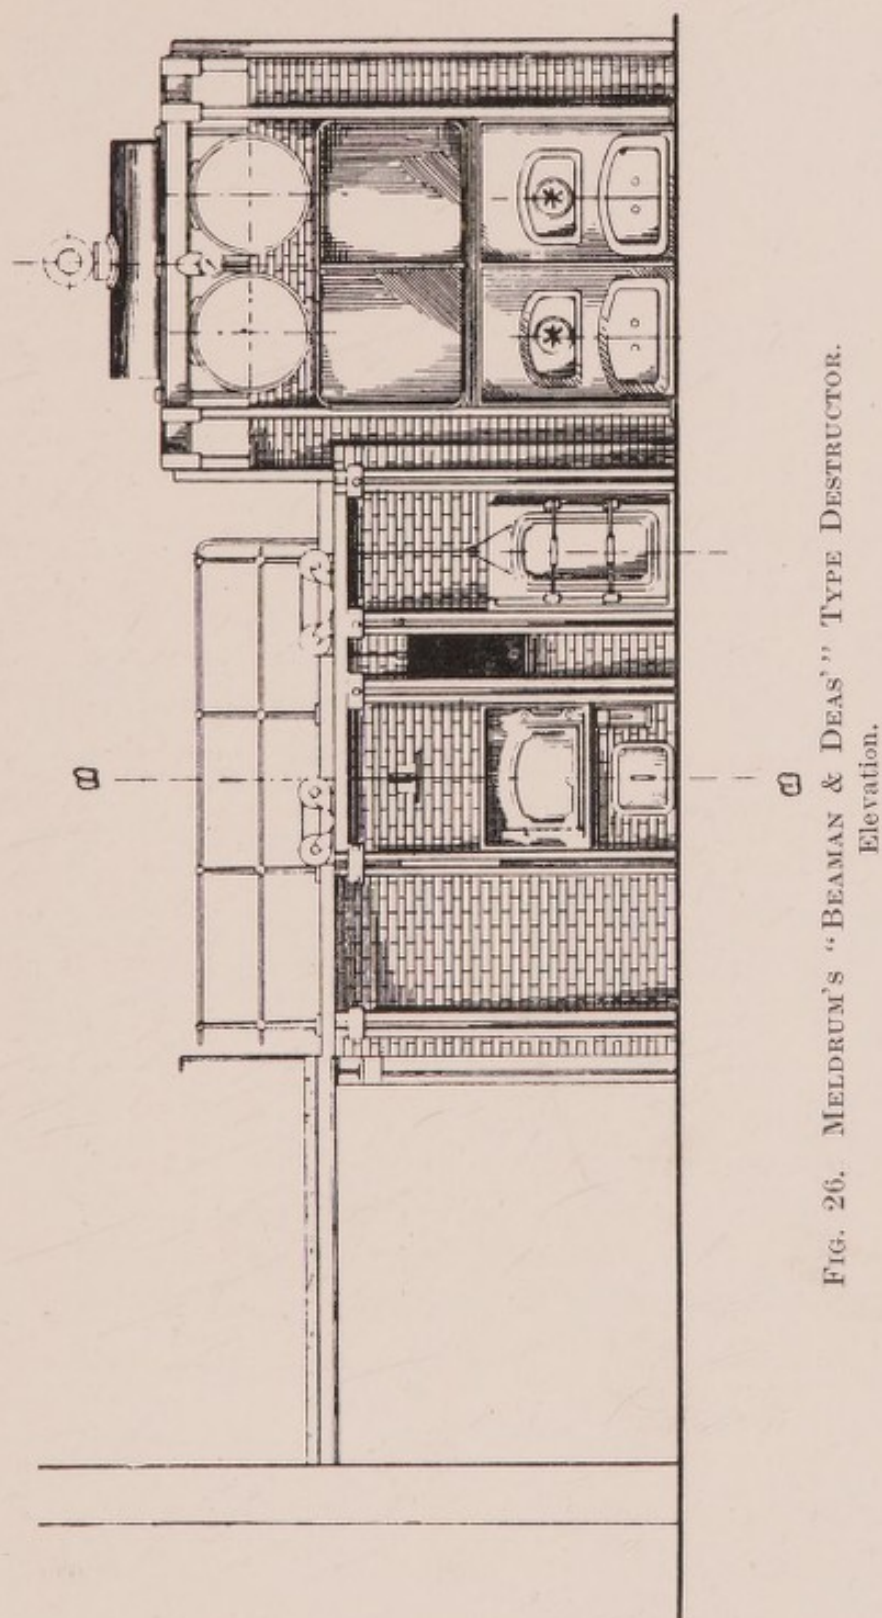 B
B
FIG. 26. MELDRUM'S "BEAMAN & DEAS'" TYPE DESTRUCTOR.
Elevation.